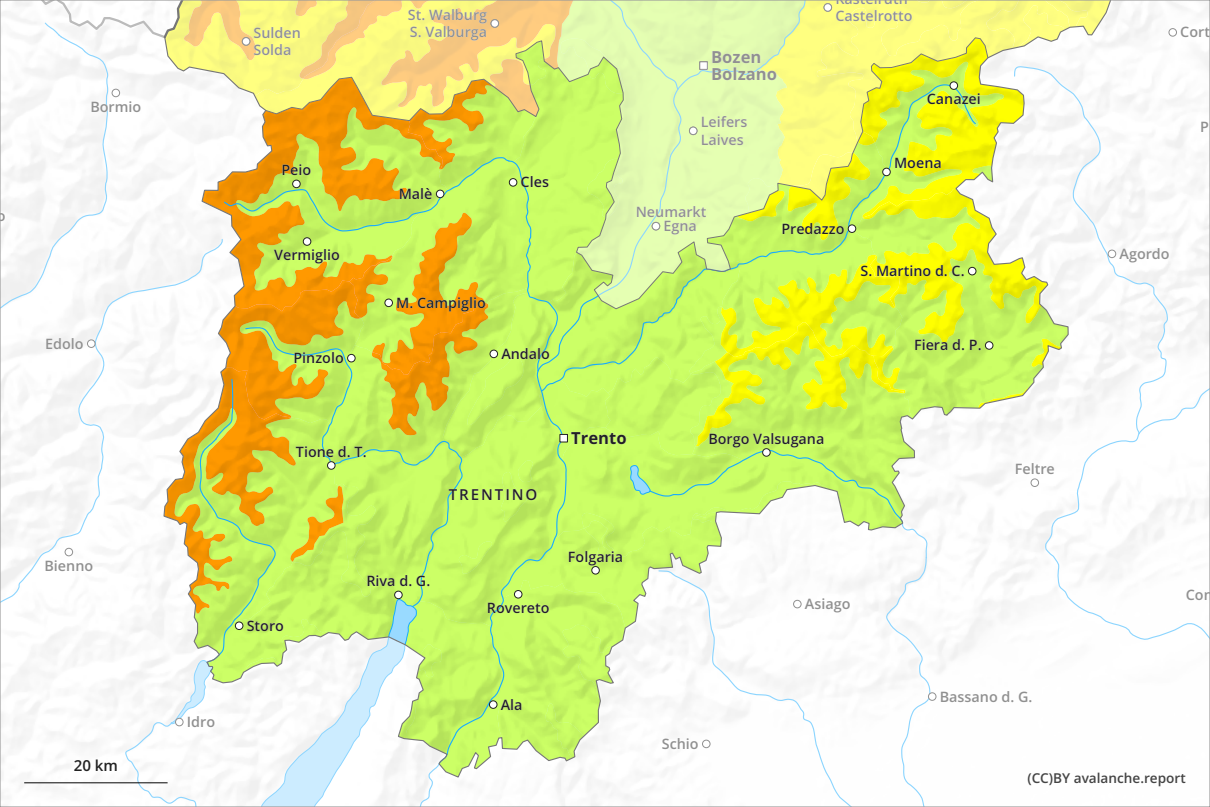 St. Walburg
S. Valburga
Castelrotto
Sulden
Solda
Bozen
Bolzano
Bormio
Canazei
Leifers
Laives
Moena
Peio
Malè
Cles
Neumarkt
Egna
Predazzo
Vermiglio
Agordo
S. Martino d. C.
M. Campiglio
Edolo
Pinzolo
Andalo
Fiera d. P.
Trento
Borgo Valsugana
Tione d. T.
Feltre
TRENTINO
Bienno
Folgaria
Riva d. G.
Rovereto
Asiago
Storo
Idro
Ala
Bassano d. G.
Schio
20 km
(CC)BY avalanche.report